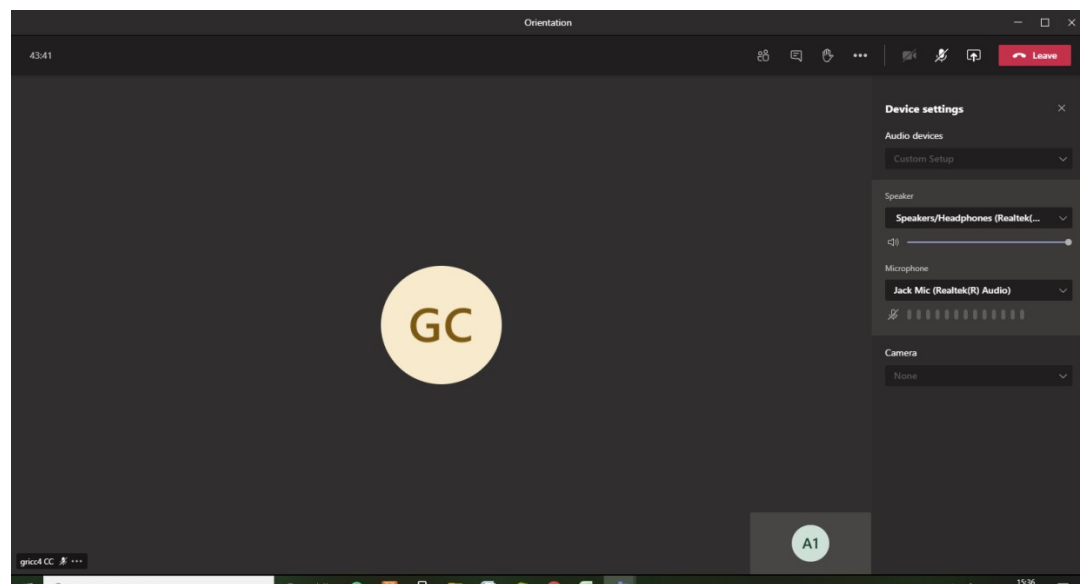 Orientation
43:41
Leave
Device settings
Audio devices
Custom Setup
Speaker
Speakers/Headphones (Realtek(...
Microphone
Jack Mic (Realtek(R) Audio)
Camera
None
GC
A1
gricc4 CC
15:36